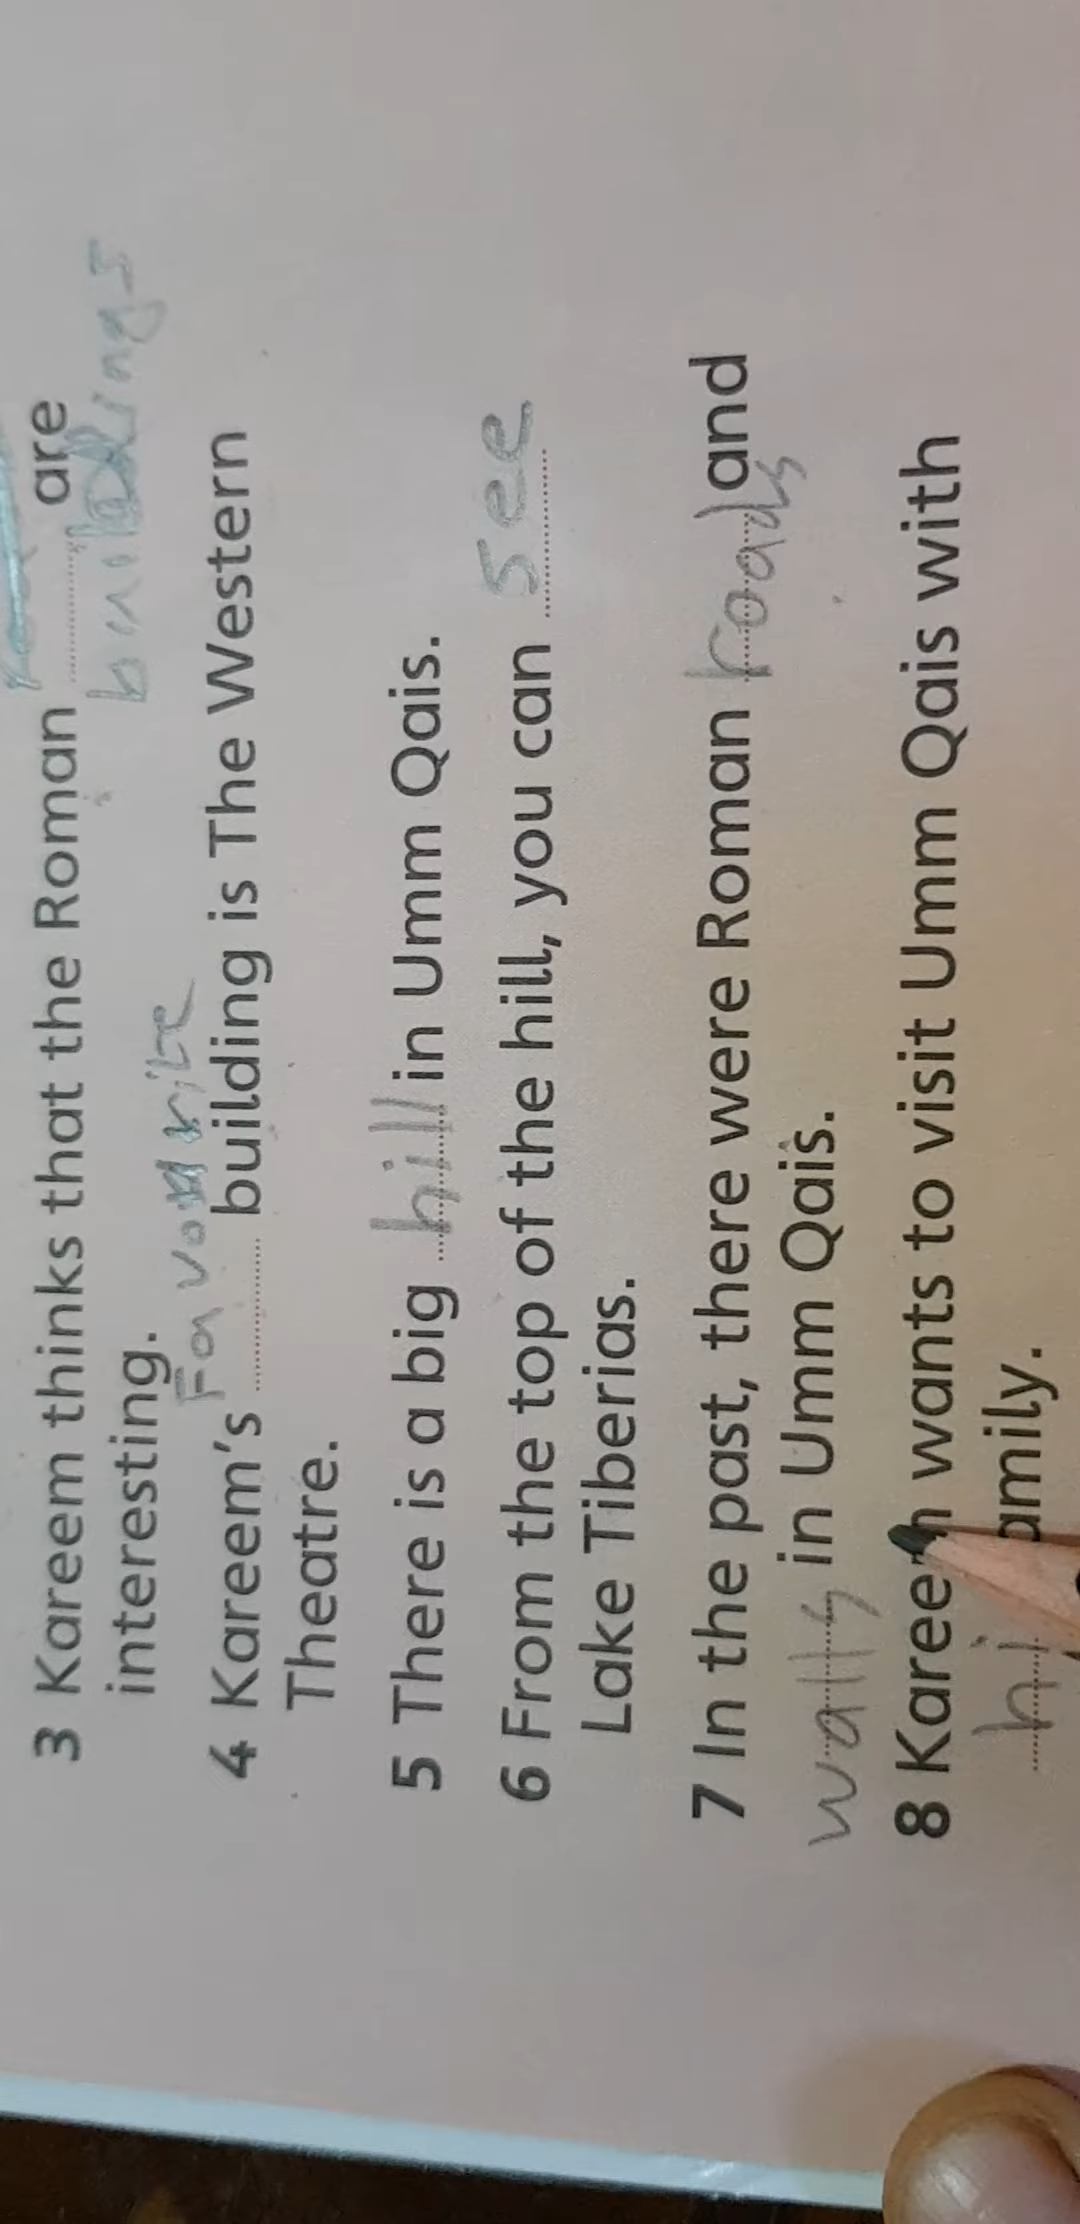 3 Kareem thinks that the Roman buildings are
interesting.
4 Kareem's Favourite building is The Western
Theatre.
5 There is a big hill in Umm Qais.
6 From the top of the hill, you can see
Lake Tiberias.
7 In the past, there were Roman roads and
walls in Umm Qais.
8 Kareem wants to visit Umm Qais with
hi amily.